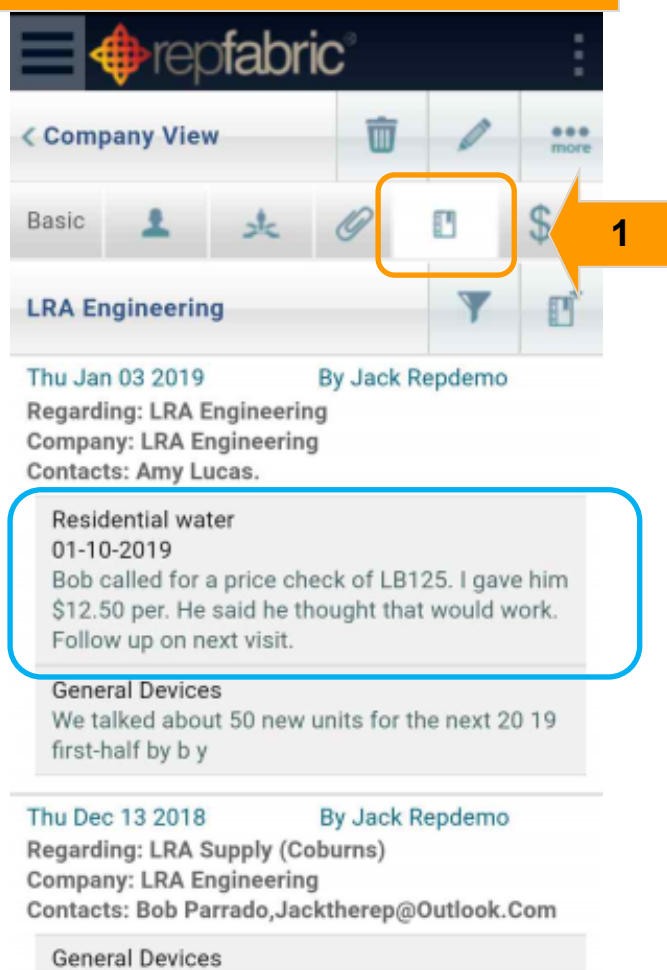 repfabric®
< Company View
more
Basic
$
1
LRA Engineering
Thu Jan 03 2019 By Jack Repdemo
Regarding: LRA Engineering
Company: LRA Engineering
Contacts: Amy Lucas.
Residential water
01-10-2019
Bob called for a price check of LB125. I gave him
$12.50 per. He said he thought that would work.
Follow up on next visit.
General Devices
We talked about 50 new units for the next 20 19
first-half by b y
Thu Dec 13 2018 By Jack Repdemo
Regarding: LRA Supply (Coburns)
Company: LRA Engineering
Contacts: Bob Parrado,Jacktherep@Outlook.Com
General Devices